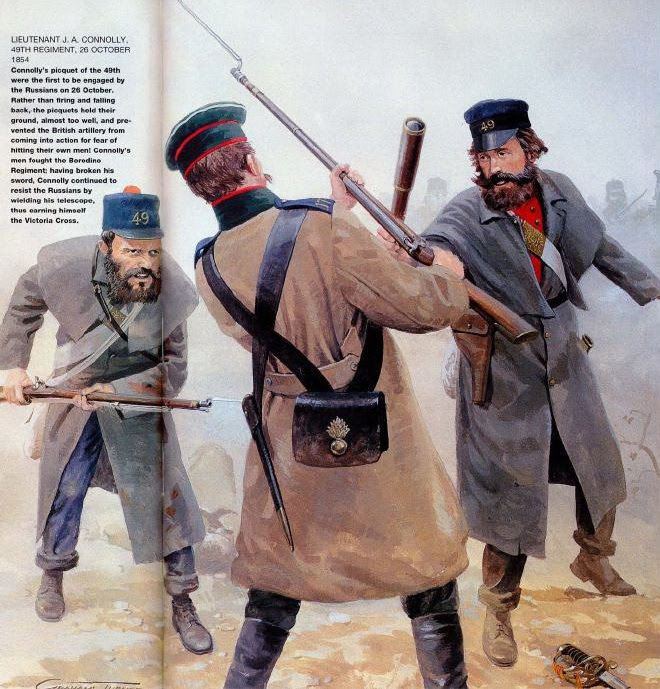 LIEUTENANT J. A. CONNOLLY,
49TH REGIMENT, 26 OCTOBER
1854
Connolly's picquet of the 49th
were the first to be engaged by
the Russians on 26 October.
Rather than firing and falling
back, the picquets held their
ground, almost too well, and pre-
vented the British artillery from
coming into action for fear of
hitting their own men! Connolly's
men fought the Borodino
Regiment; having broken his
sword, Connolly continued to
resist the Russians by
wielding his telescope,
thus earning himself
the Victoria Cross.
49
49